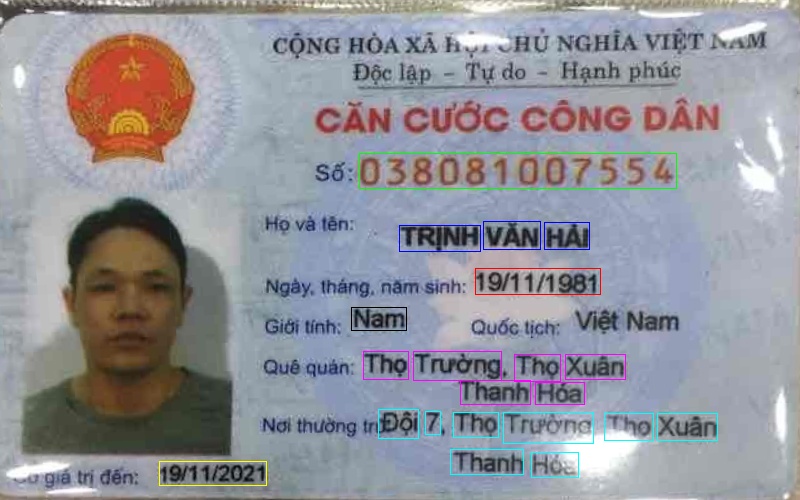 CỘNG HÒA XÃ HỘI CHỦ NGHĨA VIỆT NAM
Độc lập - Tự do - Hạnh phúc
CĂN CƯỚC CÔNG DÂN
Số: 038081007554
Họ và tên: TRỊNH VĂN HẢI
Ngày, tháng, năm sinh: 19/11/1981
Giới tính: Nam Quốc tịch: Việt Nam
Quê quán: Thọ Trường, Thọ Xuân
Thanh Hóa
Nơi thường trú: Đội 7, Thọ Trường Thọ Xuân
Thanh Hóa
Có giá trị đến: 19/11/2021